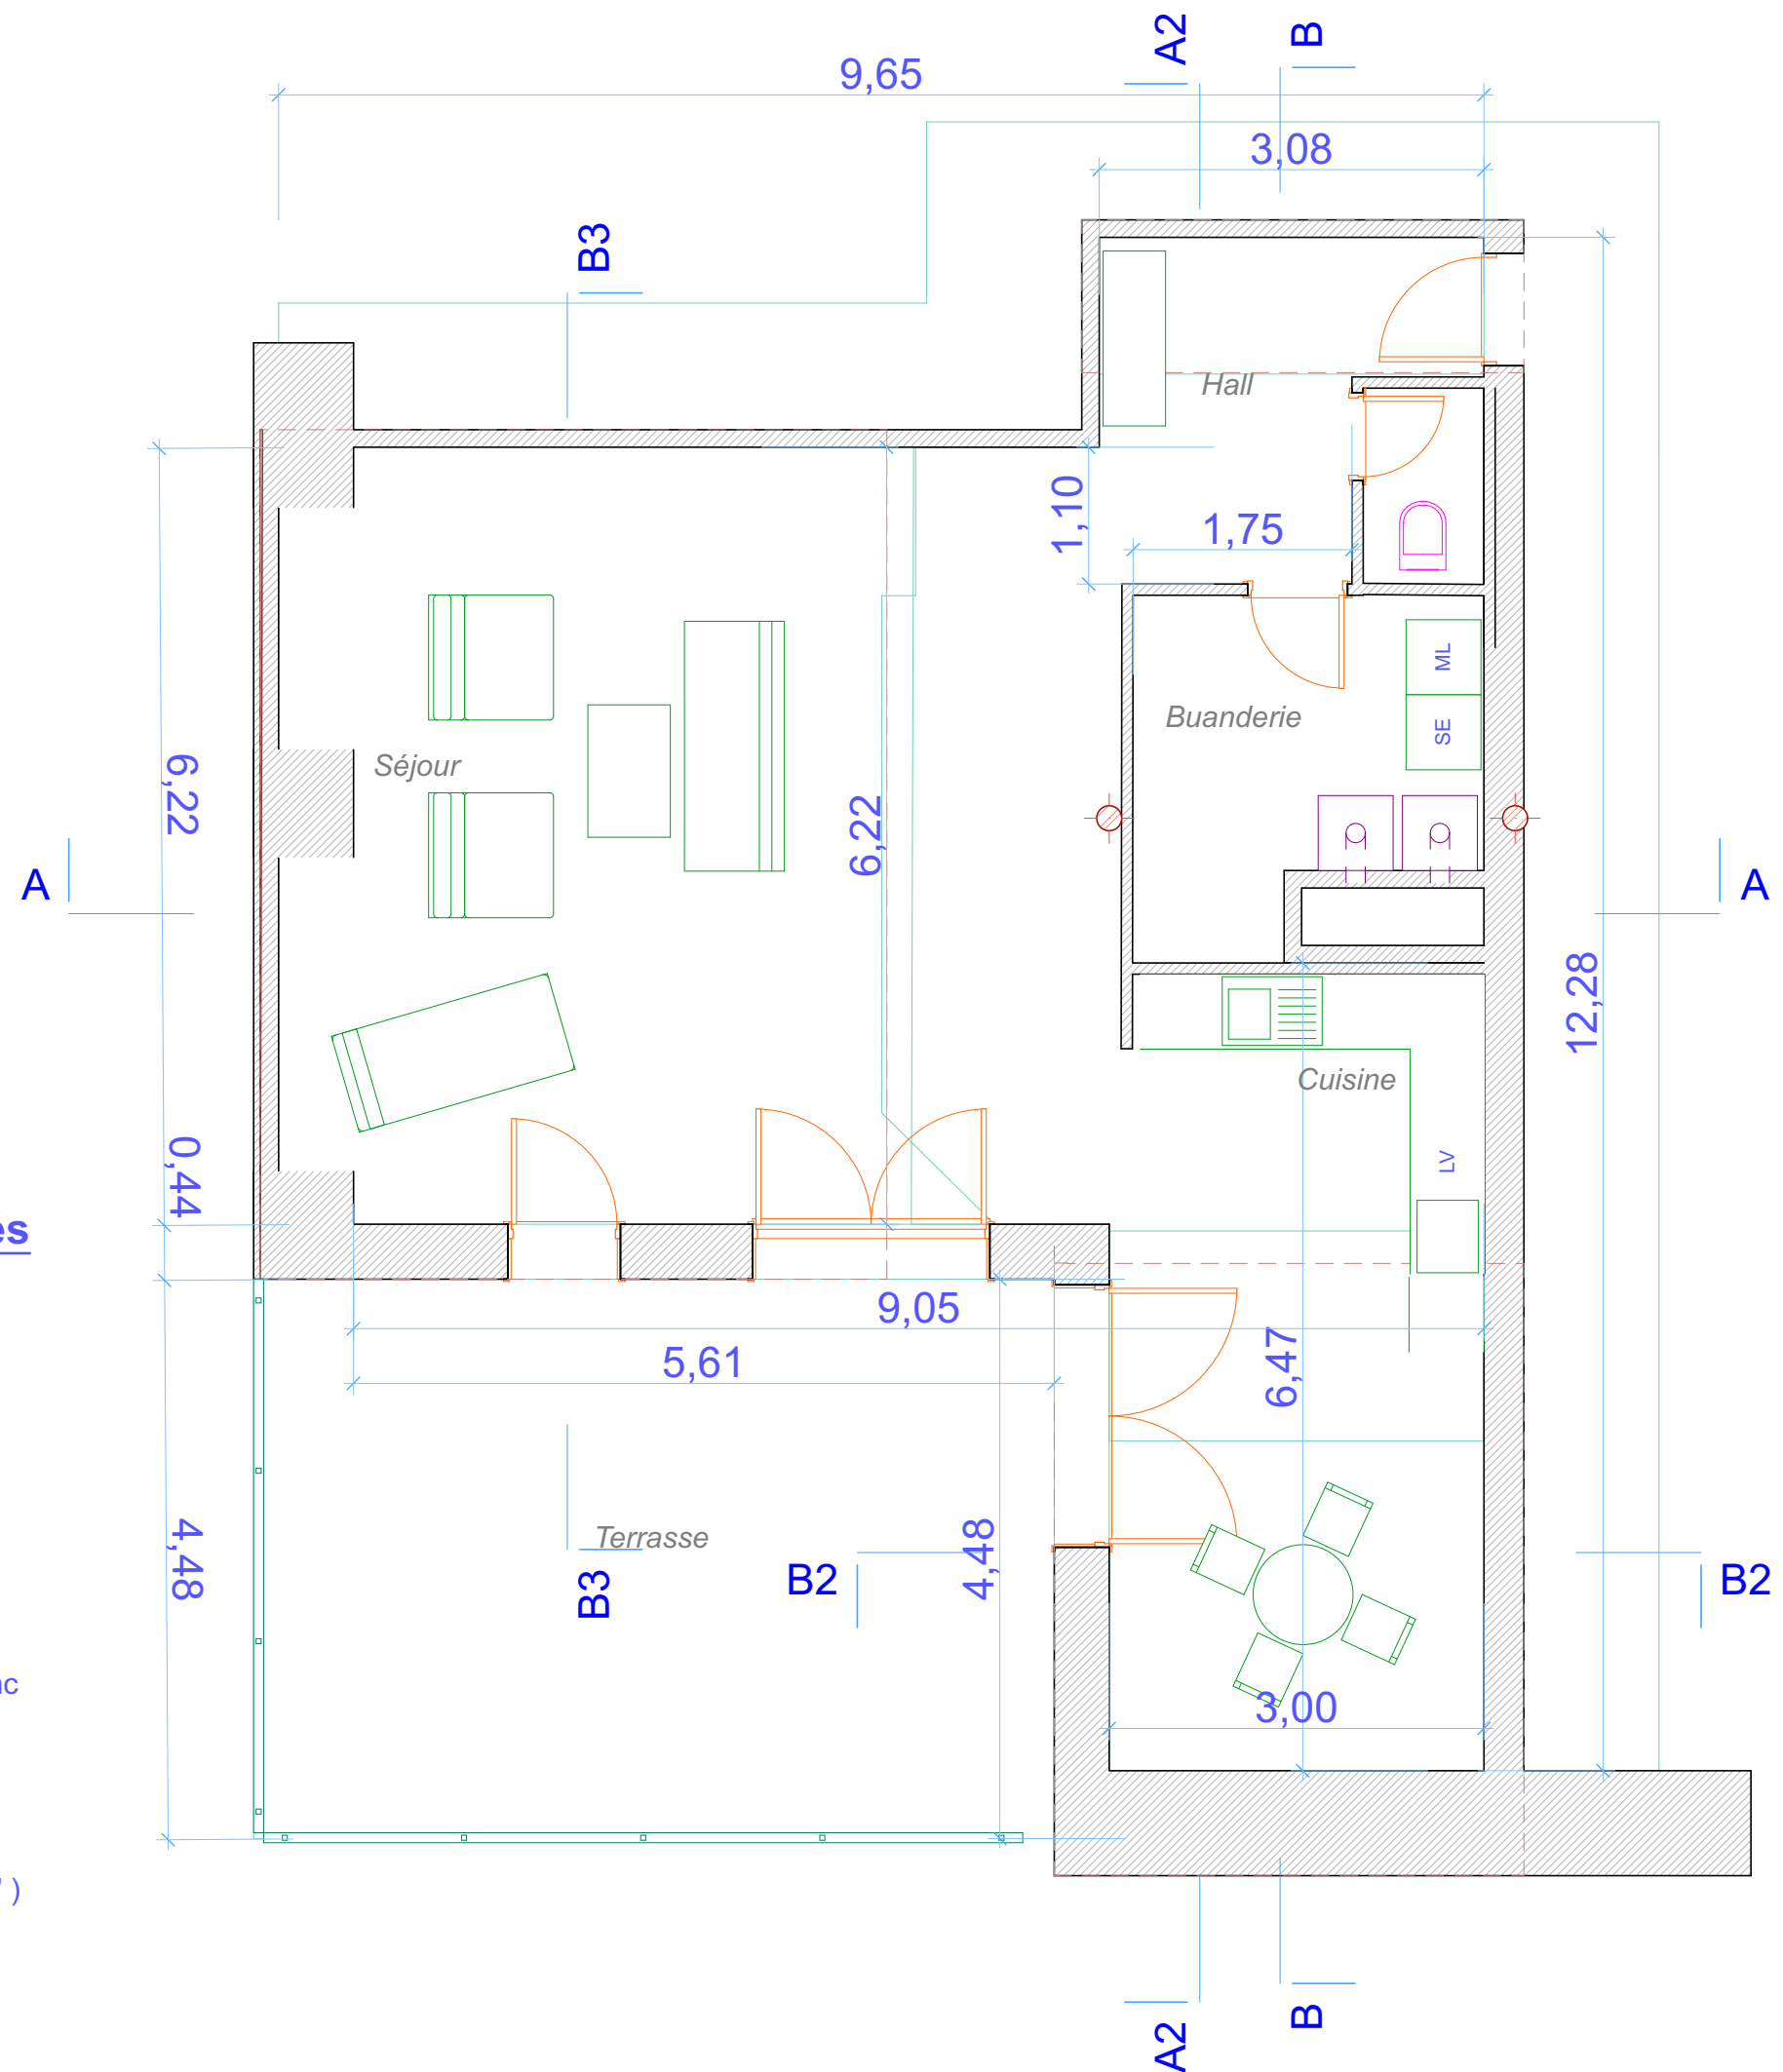 A2
B
9,65
3,08
B3
Hall
1,10
1,75
ML
Buanderie
SE
Séjour
6,22
6,22
A
A
12,28
Cuisine
LV
0,44
9,05
5,61
6,47
4,48
Terrasse
4,48
B3
B2
B2
3,00
)
B
A2